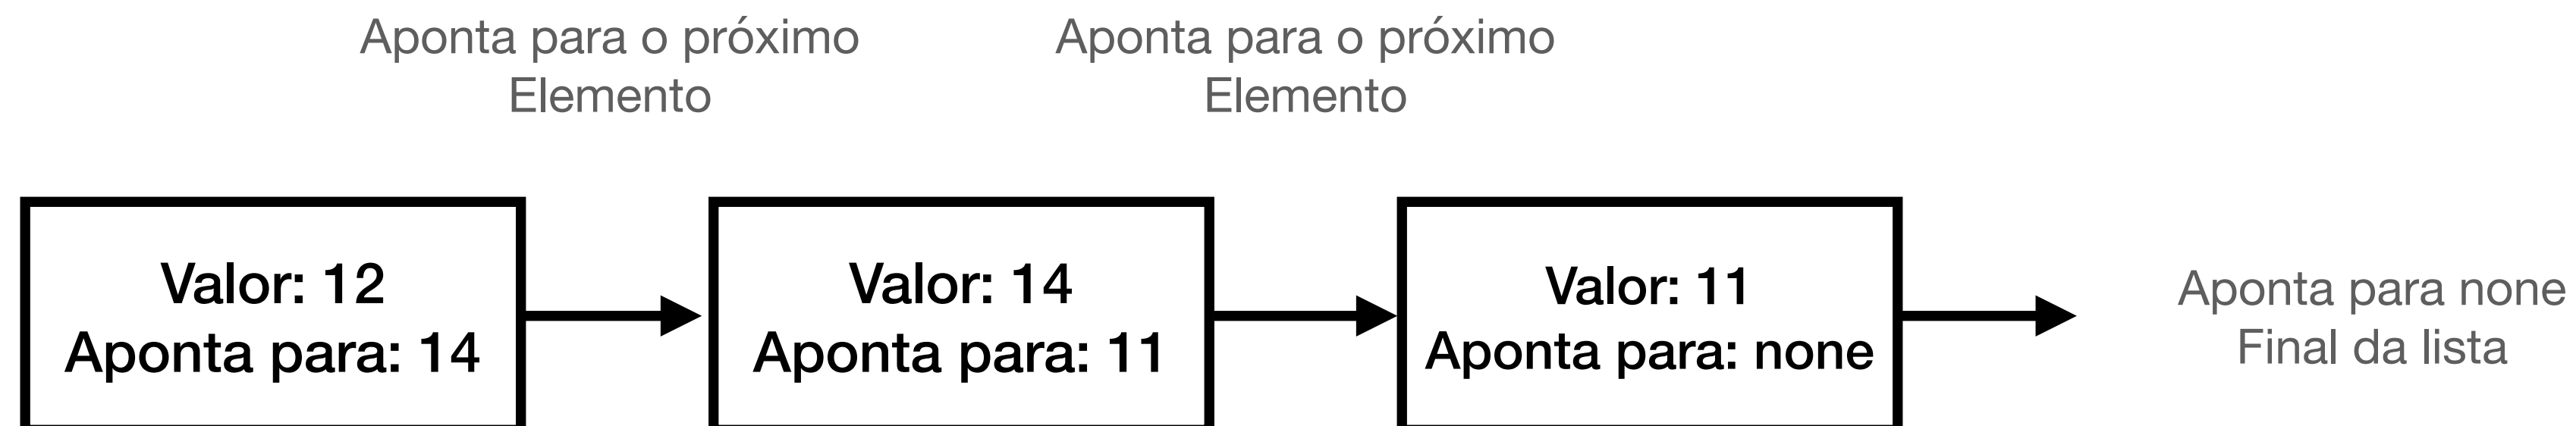 Aponta para o próximo
Elemento
Aponta para o próximo
Elemento
Valor: 12
Aponta para: 14
Valor: 14
Aponta para: 11
Valor: 11
Aponta para: none
Aponta para none
Final da lista